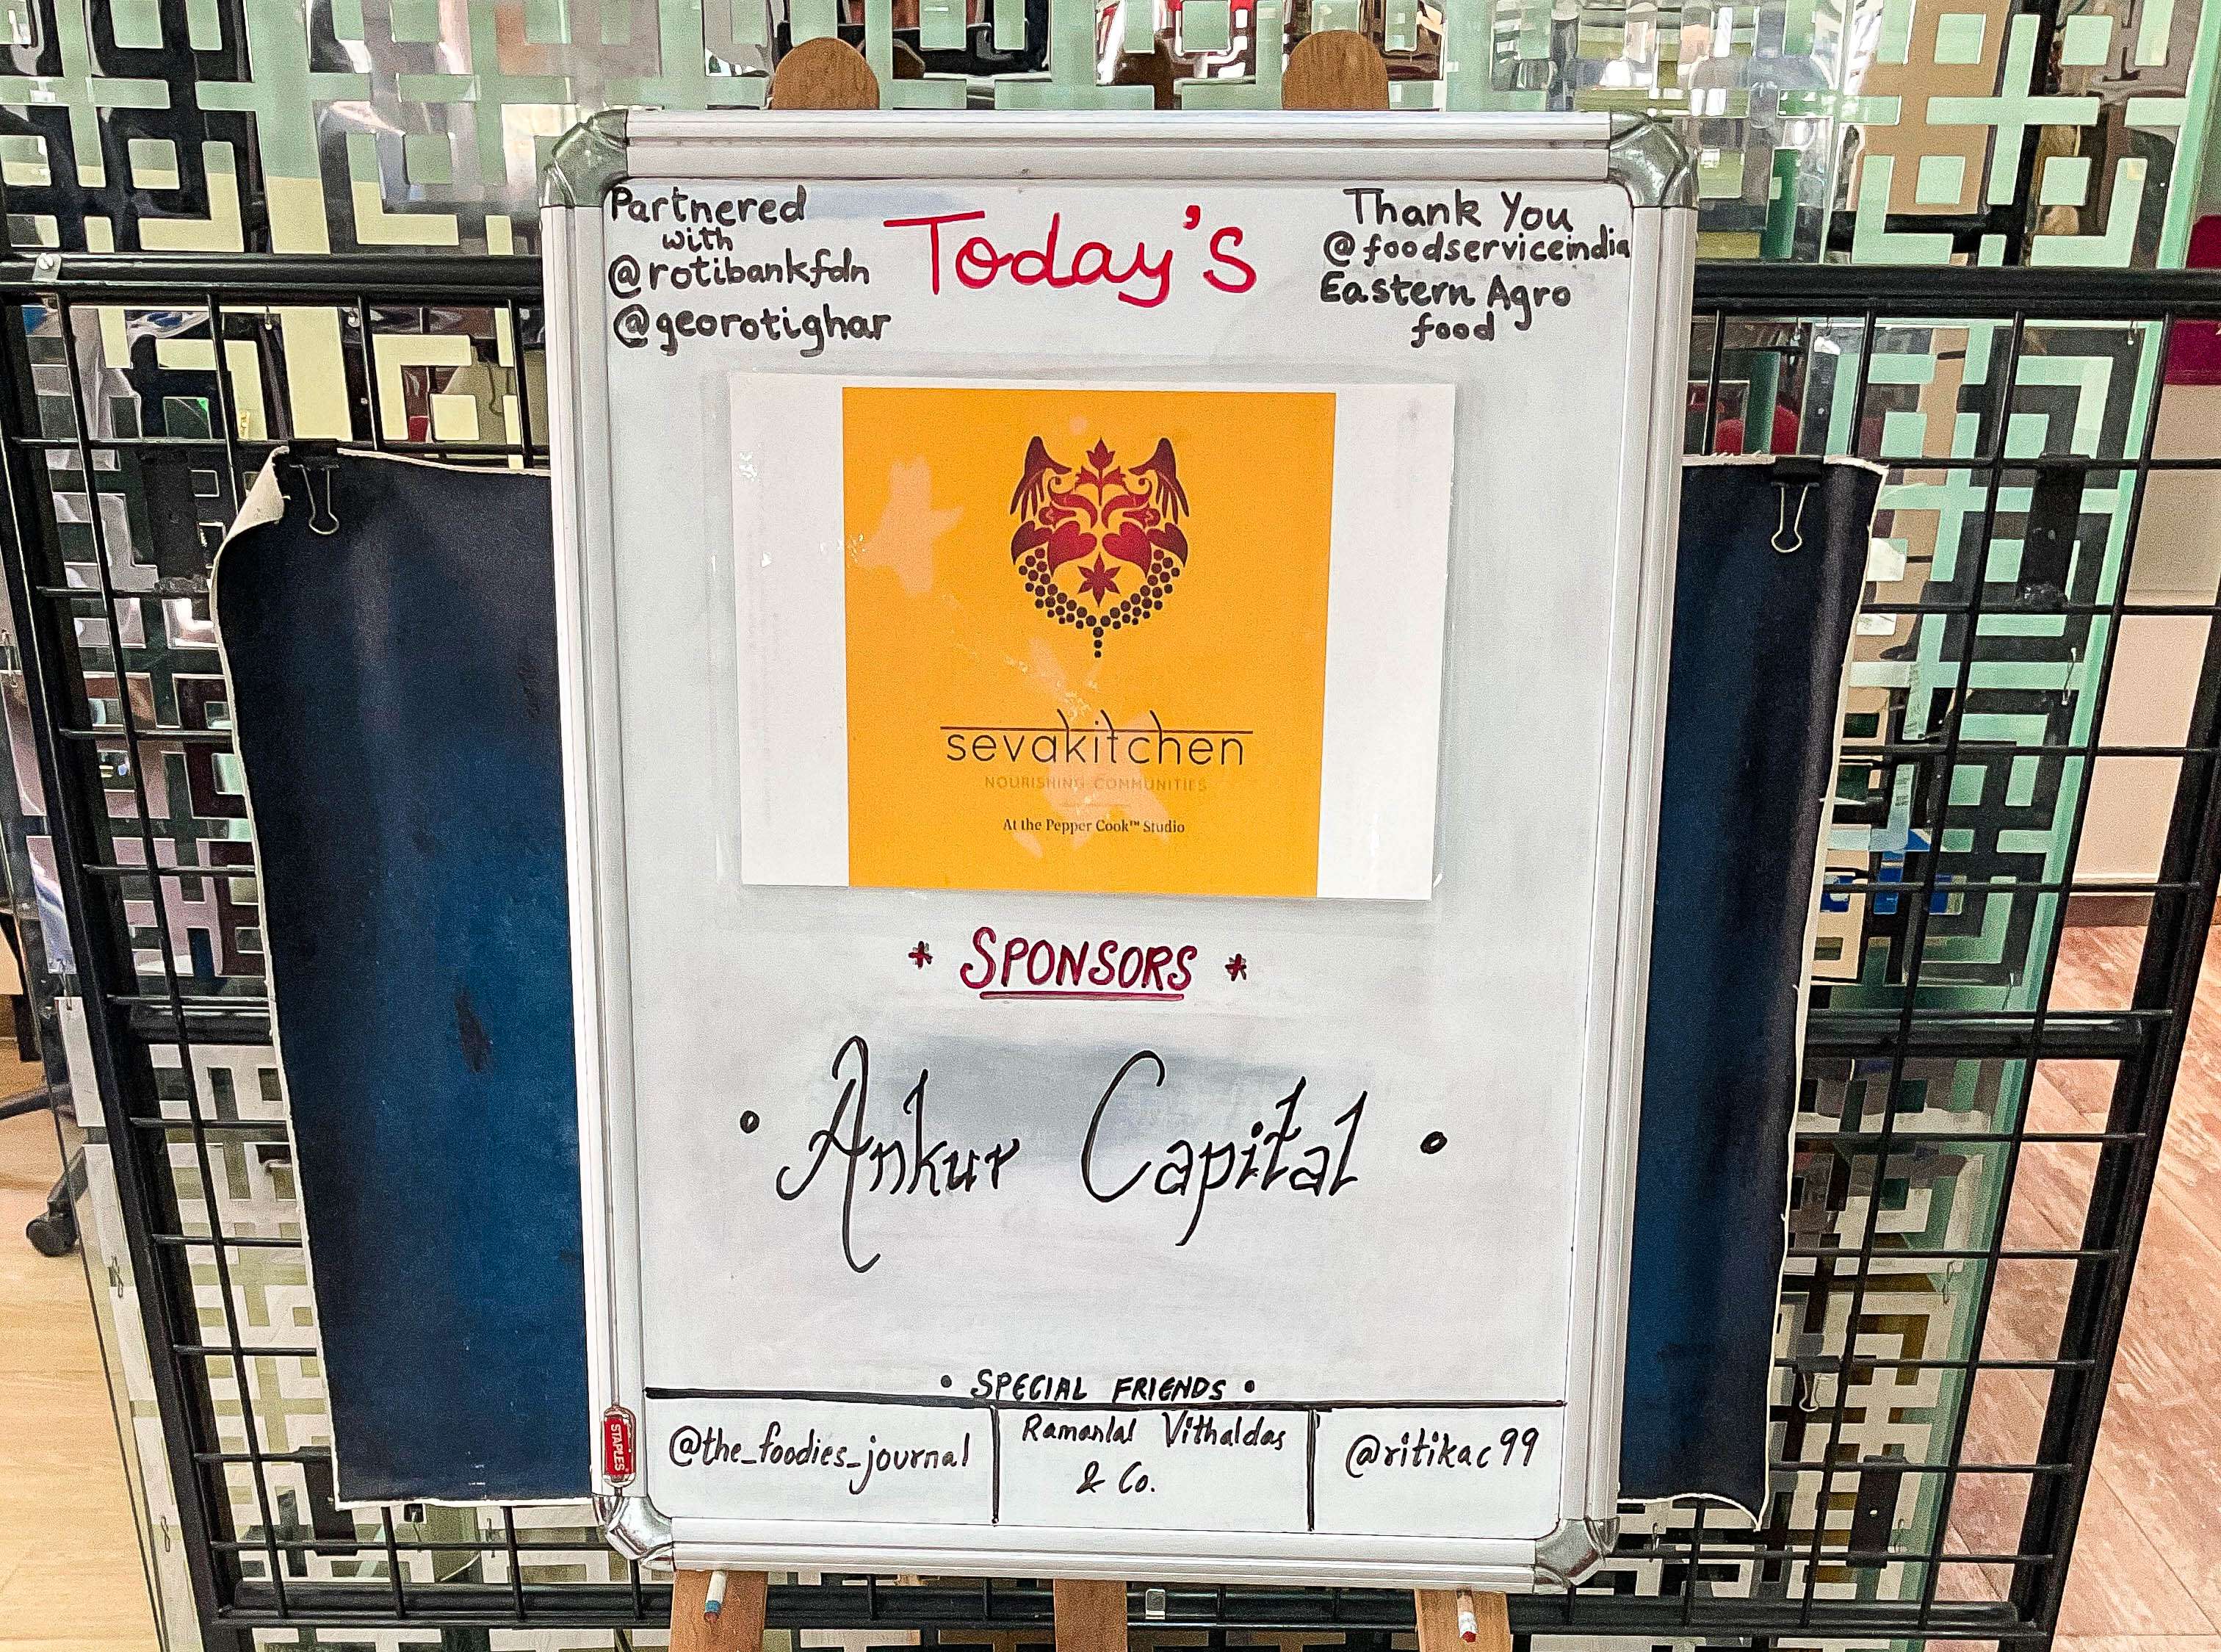 Partnered
with
@rotibankfdn
@georotighar
Today's
Thank You
@foodserviceindia
Eastern Agro
food
sevakitchen
NOURISHING COMMUNITIES
At the Pepper Cook™ Studio
* SPONSORS *
• Ankur Capital •
• SPECIAL FRIENDS •
@the_foodies_journal
Ramanlal Vithaldas
& Co.
@ritikac99
STAPLES